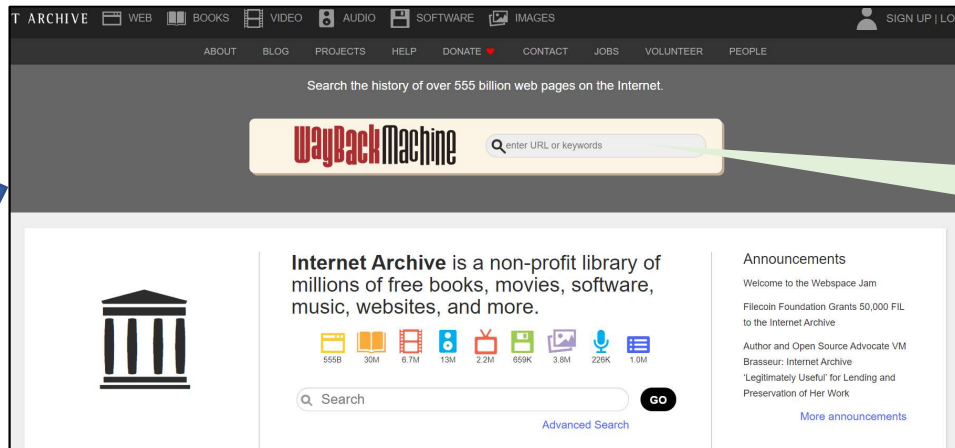 T ARCHIVE WEB BOOKS VIDEO AUDIO SOFTWARE IMAGES SIGN UP | LO
ABOUT BLOG PROJECTS HELP DONATE CONTACT JOBS VOLUNTEER PEOPLE
Search the history of over 555 billion web pages on the Internet.
WayBackMachine
enter URL or keywords
Internet Archive is a non-profit library of
millions of free books, movies, software,
music, websites, and more.
555B 30M 6.7M 13M 2.2M 659K 3.8M 226K 1.0M
Search GO
Advanced Search
Announcements
Welcome to the Webspace Jam
Filecoin Foundation Grants 50,000 FIL
to the Internet Archive
Author and Open Source Advocate VM
Brasseur: Internet Archive
‘Legitimately Useful’ for Lending and
Preservation of Her Work
More announcements